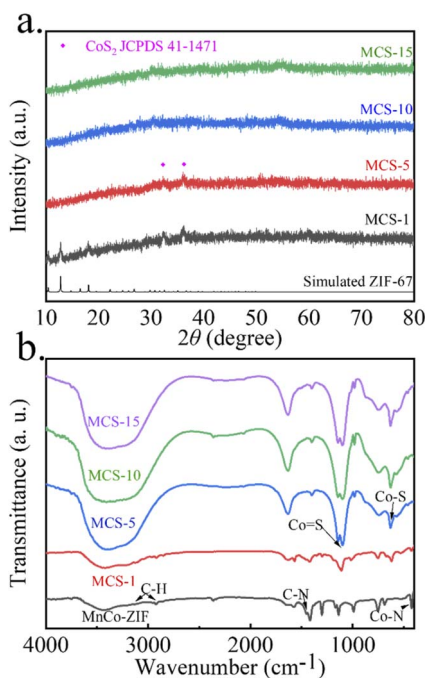 a.
CoS₂ JCPDS 41-1471
MCS-15
MCS-10
MCS-5
MCS-1
Simulated ZIF-67
Intensity (a.u.)
10 20 30 40 50 60 70 80
2θ (degree)
b.
MCS-15
MCS-10
MCS-5
Co-S
Co=S
MCS-1
C-H
C-N
MnCo-ZIF
Co-N
Transmittance (a. u.)
4000 3000 2000 1000
Wavenumber (cm⁻¹)